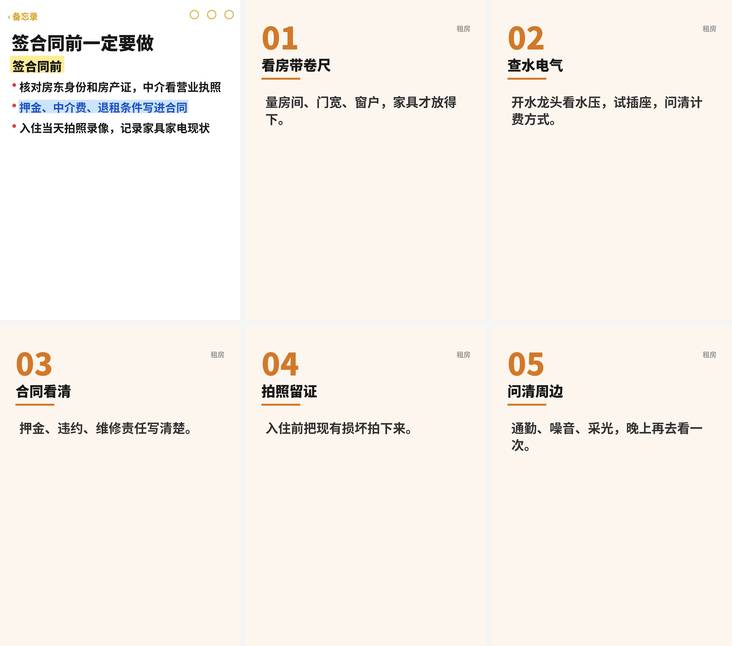 ‹备忘录
签合同前一定要做
签合同前
• 核对房东身份和房产证，中介看营业执照
• 押金、中介费、退租条件写进合同
• 入住当天拍照录像，记录家具家电现状
01
租房
看房带卷尺
量房间、门宽、窗户，家具才放得
下。
02
租房
查水电气
开水龙头看水压，试插座，问清计
费方式。
03
租房
合同看清
押金、违约、维修责任写清楚。
04
租房
拍照留证
入住前把现有损坏拍下来。
05
租房
问清周边
通勤、噪音、采光，晚上再去看一
次。